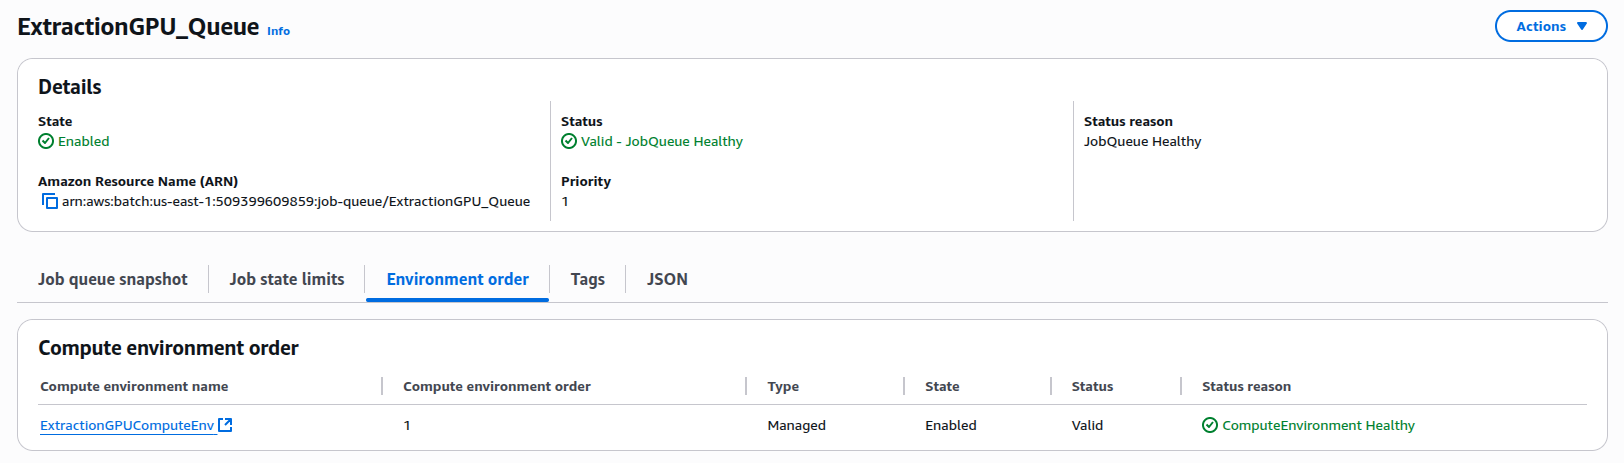 ExtractionGPU_Queue Info
Actions
Details
State
Enabled
Amazon Resource Name (ARN)
arn:aws:batch:us-east-1:509399609859:job-queue/ExtractionGPU_Queue
Status
Valid - JobQueue Healthy
Priority
1
Status reason
JobQueue Healthy
Job queue snapshot Job state limits Environment order Tags JSON
Compute environment order
Compute environment name Compute environment order Type State Status Status reason
ExtractionGPUComputeEnv 1 Managed Enabled Valid ComputeEnvironment Healthy